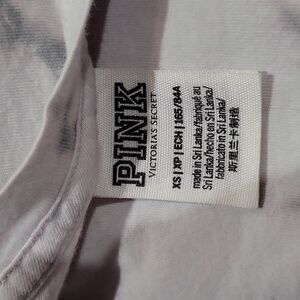 PINK
VICTORIA'S SECRET
XS | XP | ECH | 165/84A
made in Sri Lanka/fabriqué au
Sri Lanka/hecho en Sri Lanka/
fabricato in Sri Lanka/
斯里兰卡制造